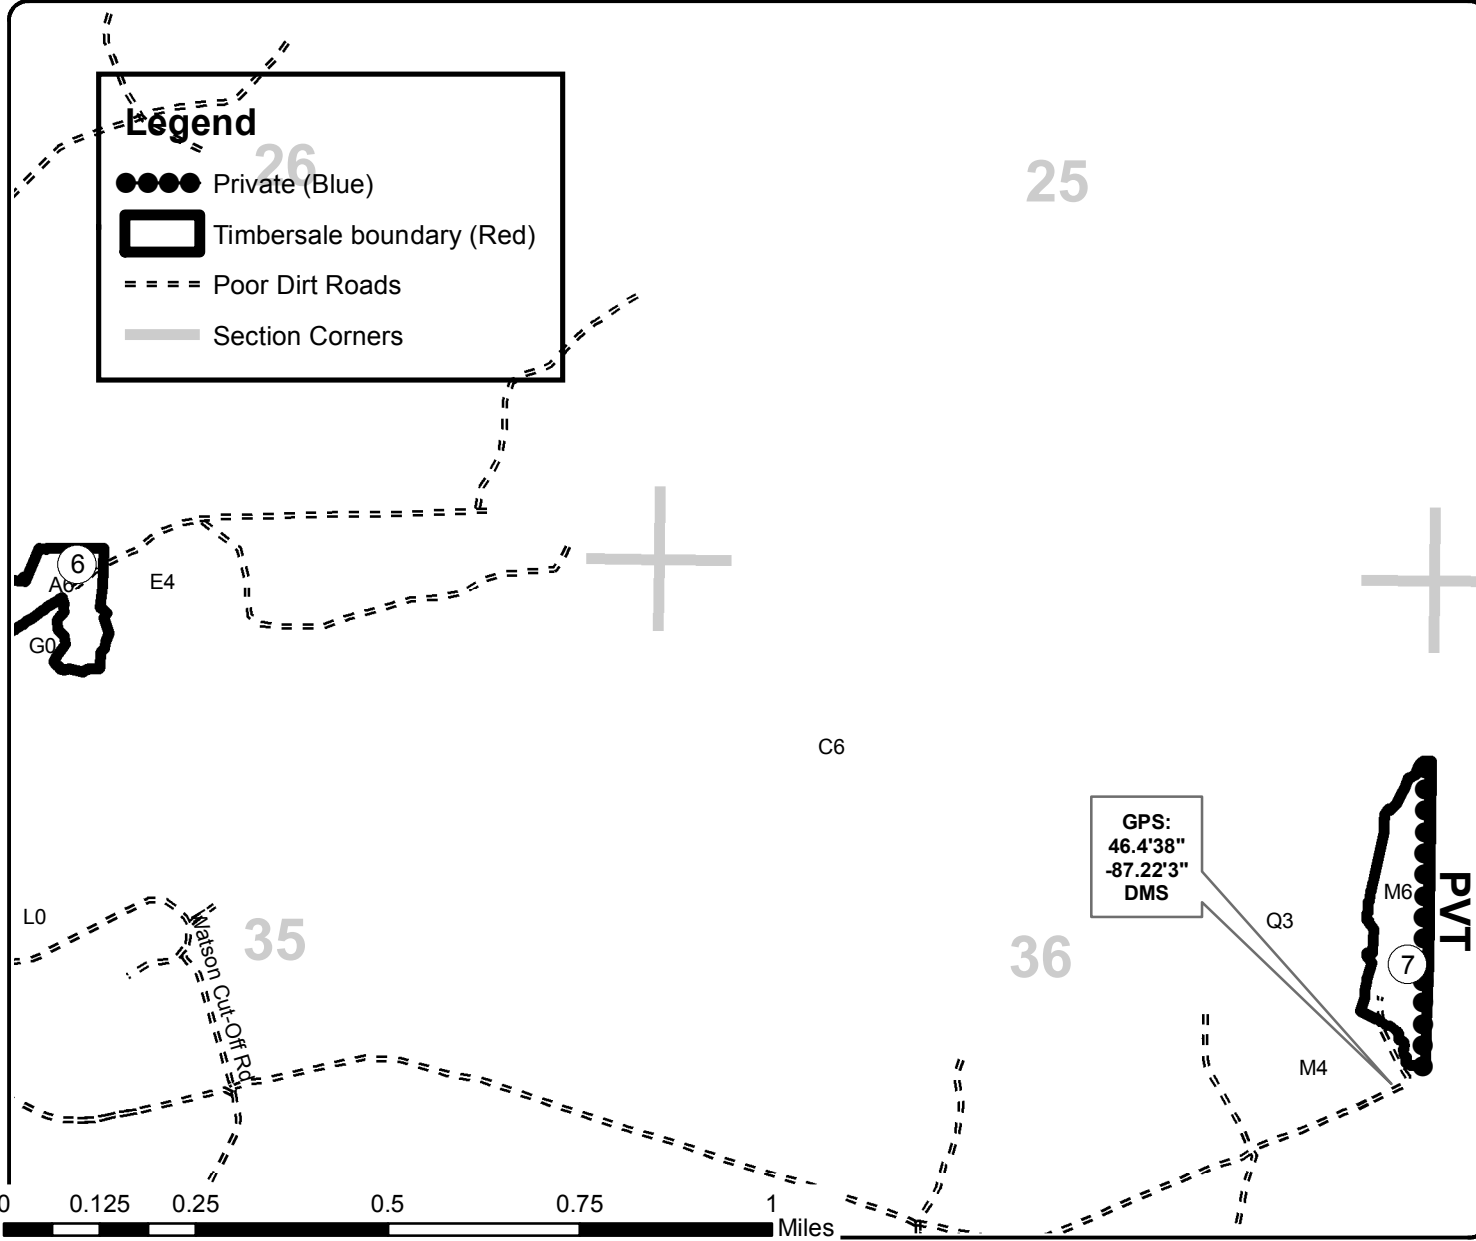 Legend
26
25
Private (Blue)
Timbersale boundary (Red)
Poor Dirt Roads
Section Corners
6
A6
E4
G0
C6
GPS:
46.4'38"
-87.22'3"
DMS
M6
PVT
L0
Q3
35
36
7
Watson Cut-Off Rd
M4
0 0.125 0.25 0.5 0.75 1
Miles